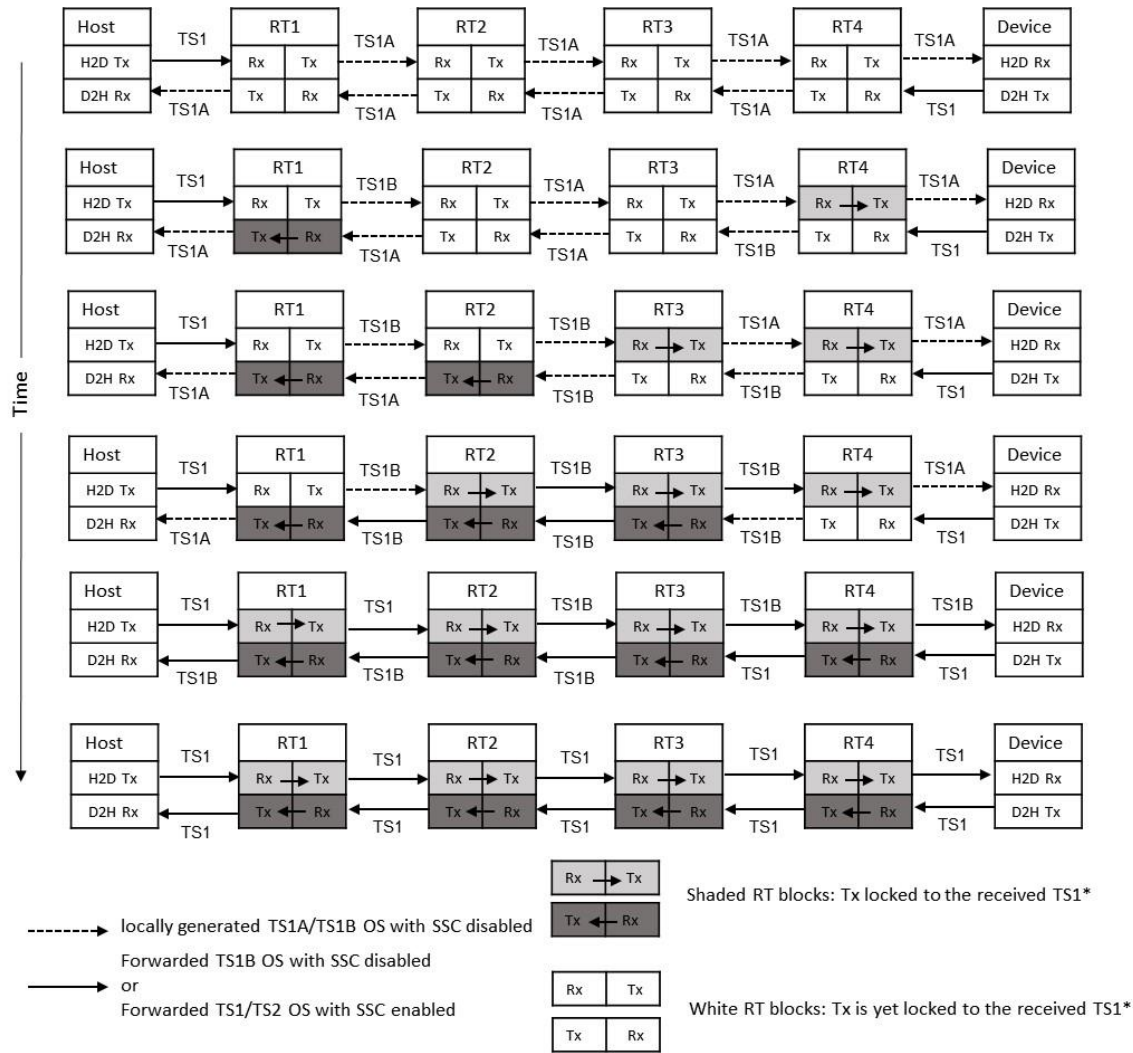 Time
Host RT1 RT2 RT3 RT4 Device
TS1 TS1A TS1A TS1A TS1A
H2D Tx Rx Tx Rx Tx Rx Tx Rx Tx H2D Rx
D2H Rx Tx Rx Tx Rx Tx Rx Tx Rx D2H Tx
TS1A TS1A TS1A TS1A TS1
Host RT1 RT2 RT3 RT4 Device
TS1 TS1B TS1A TS1A TS1A
H2D Tx Rx Tx Rx Tx Rx Tx Rx Tx H2D Rx
D2H Rx Tx Rx Tx Rx Tx Rx Tx Rx D2H Tx
TS1A TS1A TS1A TS1B TS1
Host RT1 RT2 RT3 RT4 Device
TS1 TS1B TS1B TS1A TS1A
H2D Tx Rx Tx Rx Tx Rx Tx Rx Tx H2D Rx
D2H Rx Tx Rx Tx Rx Tx Rx Tx Rx D2H Tx
TS1A TS1A TS1B TS1B TS1
Host RT1 RT2 RT3 RT4 Device
TS1 TS1B TS1B TS1B TS1A
H2D Tx Rx Tx Rx Tx Rx Tx Rx Tx H2D Rx
D2H Rx Tx Rx Tx Rx Tx Rx Tx Rx D2H Tx
TS1A TS1B TS1B TS1B TS1
Host RT1 RT2 RT3 RT4 Device
TS1 TS1 TS1B TS1B TS1B
H2D Tx Rx Tx Rx Tx Rx Tx Rx Tx H2D Rx
D2H Rx Tx Rx Tx Rx Tx Rx Tx Rx D2H Tx
TS1B TS1B TS1B TS1 TS1
Host RT1 RT2 RT3 RT4 Device
TS1 TS1 TS1 TS1 TS1
H2D Tx Rx Tx Rx Tx Rx Tx Rx Tx H2D Rx
D2H Rx Tx Rx Tx Rx Tx Rx Tx Rx D2H Tx
TS1 TS1 TS1 TS1 TS1
locally generated TS1A/TS1B OS with SSC disabled
Forwarded TS1B OS with SSC disabled
or
Forwarded TS1/TS2 OS with SSC enabled
Rx Tx
Tx Rx
Shaded RT blocks: Tx locked to the received TS1*
Rx Tx
Tx Rx
White RT blocks: Tx is yet locked to the received TS1*